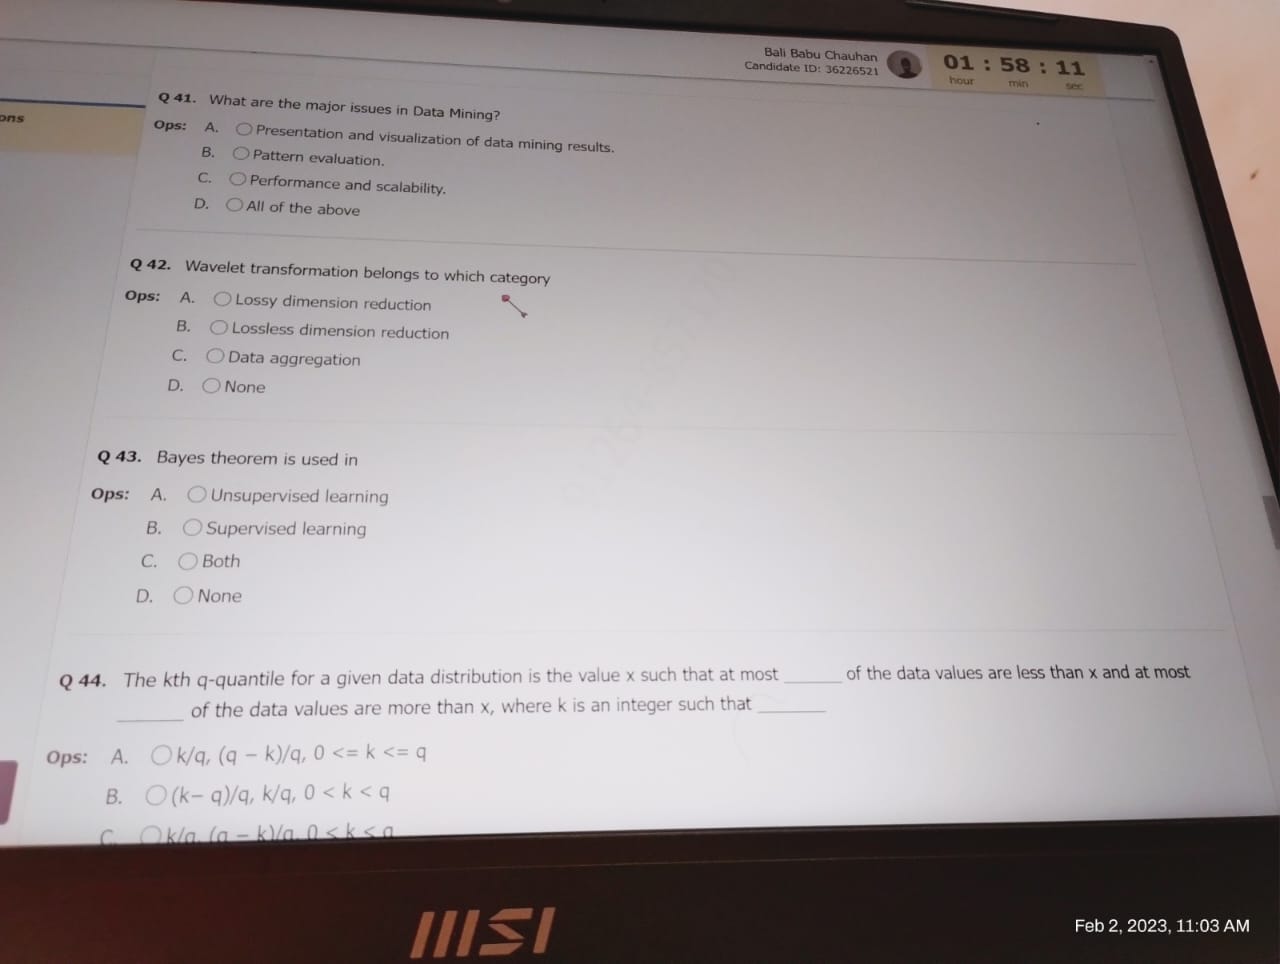 Bali Babu Chauhan
Candidate ID: 36226521
01 : 58 : 11
hour min sec
ons
Q 41. What are the major issues in Data Mining?
Ops: A. Presentation and visualization of data mining results.
B. Pattern evaluation.
C. Performance and scalability.
D. All of the above
Q 42. Wavelet transformation belongs to which category
Ops: A. Lossy dimension reduction
B. Lossless dimension reduction
C. Data aggregation
D. None
Q 43. Bayes theorem is used in
Ops: A. Unsupervised learning
B. Supervised learning
C. Both
D. None
Q 44. The kth q-quantile for a given data distribution is the value x such that at most ______ of the data values are less than x and at most
_______ of the data values are more than x, where k is an integer such that _______
Ops: A. k/q, (q – k)/q, 0 <= k <= q
B. (k– q)/q, k/q, 0 < k < q
C. k/q, (q – k)/q, 0 < k < q
msi
Feb 2, 2023, 11:03 AM